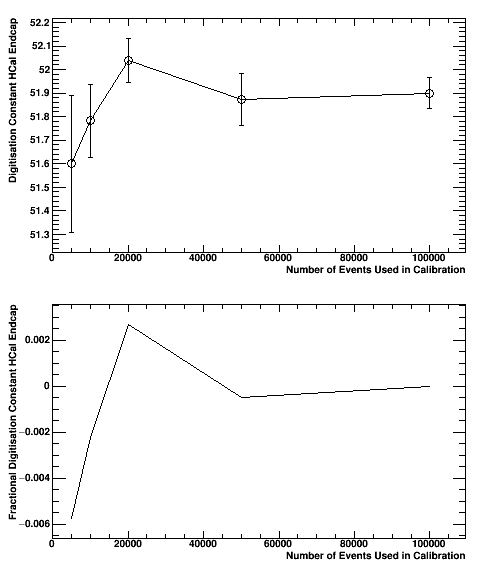 Digitisation Constant HCal Endcap
52.2
52.1
52
51.9
51.8
51.7
51.6
51.5
51.4
51.3
0 20000 40000 60000 80000 100000
Number of Events Used in Calibration
Fractional Digitisation Constant HCal Endcap
0.002
0
−0.002
−0.004
−0.006
0 20000 40000 60000 80000 100000
Number of Events Used in Calibration